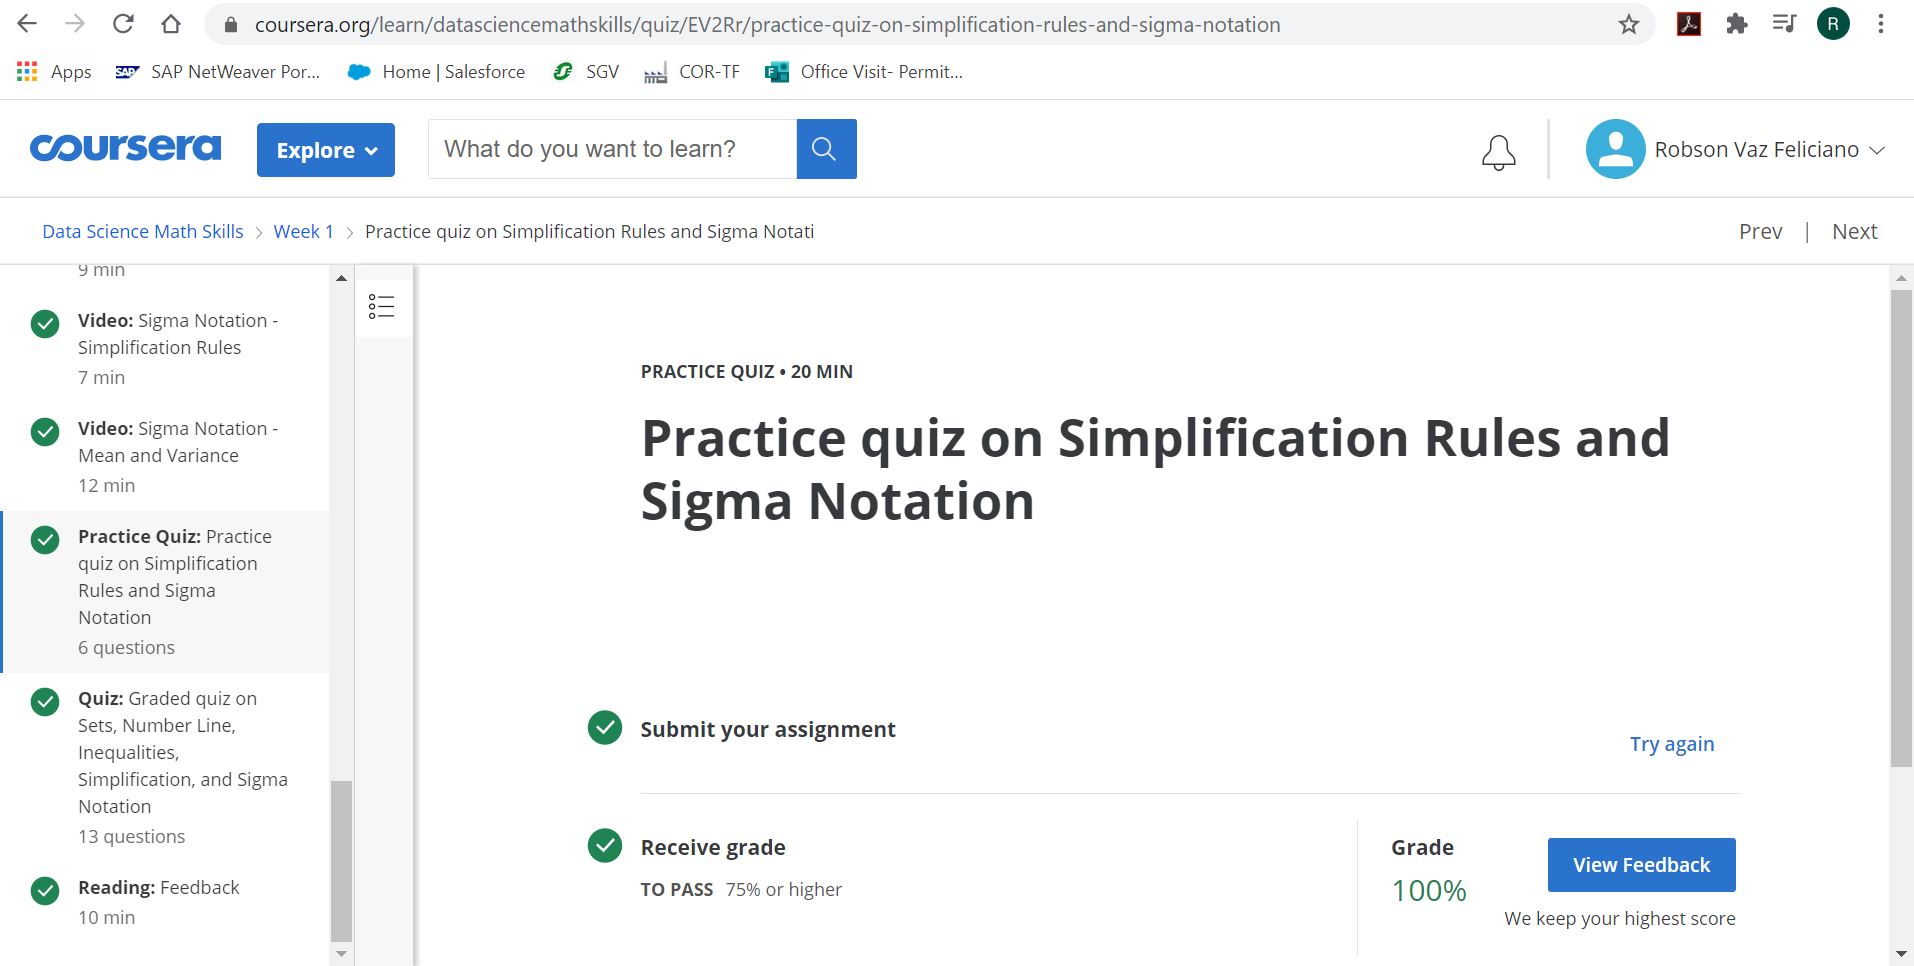 coursera.org/learn/datasciencemathskills/quiz/EV2Rr/practice-quiz-on-simplification-rules-and-sigma-notation
R
Apps
SAP
SAP NetWeaver Por...
Home | Salesforce
SGV
COR-TF
Office Visit- Permit...
coursera
Explore
What do you want to learn?
Robson Vaz Feliciano
Data Science Math Skills
Week 1
Practice quiz on Simplification Rules and Sigma Notati
Prev | Next
9 min
Video: Sigma Notation -
Simplification Rules
7 min
Video: Sigma Notation -
Mean and Variance
12 min
Practice Quiz: Practice
quiz on Simplification
Rules and Sigma
Notation
6 questions
Quiz: Graded quiz on
Sets, Number Line,
Inequalities,
Simplification, and Sigma
Notation
13 questions
Reading: Feedback
10 min
PRACTICE QUIZ • 20 MIN
Practice quiz on Simplification Rules and
Sigma Notation
Submit your assignment
Try again
Receive grade
TO PASS 75% or higher
Grade
100%
View Feedback
We keep your highest score